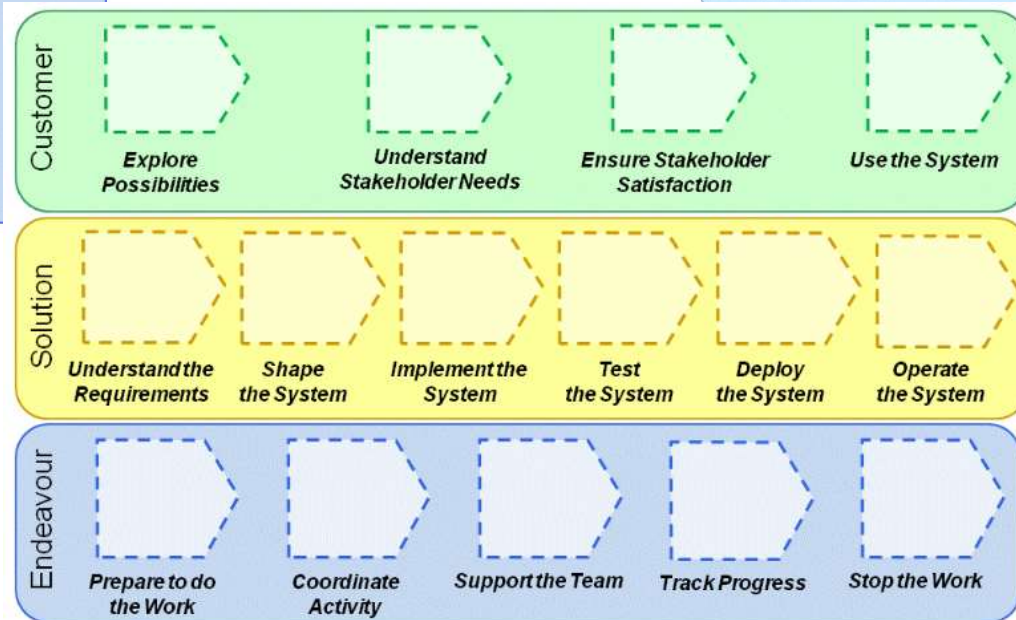 Customer
Explore
Possibilities
Understand
Stakeholder Needs
Ensure Stakeholder
Satisfaction
Use the System
Solution
Understand the
Requirements
Shape
the System
Implement the
System
Test
the System
Deploy
the System
Operate
the System
Endeavour
Prepare to do
the Work
Coordinate
Activity
Support the Team
Track Progress
Stop the Work